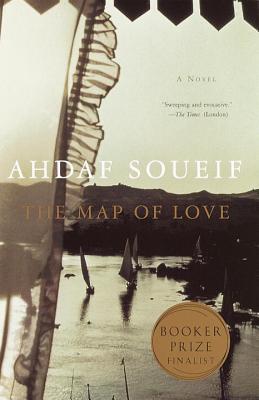 A NOVEL
"Sweeping and evocative."
—The Times (London)
AHDAF SOUEIF
THE MAP OF LOVE
BOOKER
PRIZE
FINALIST